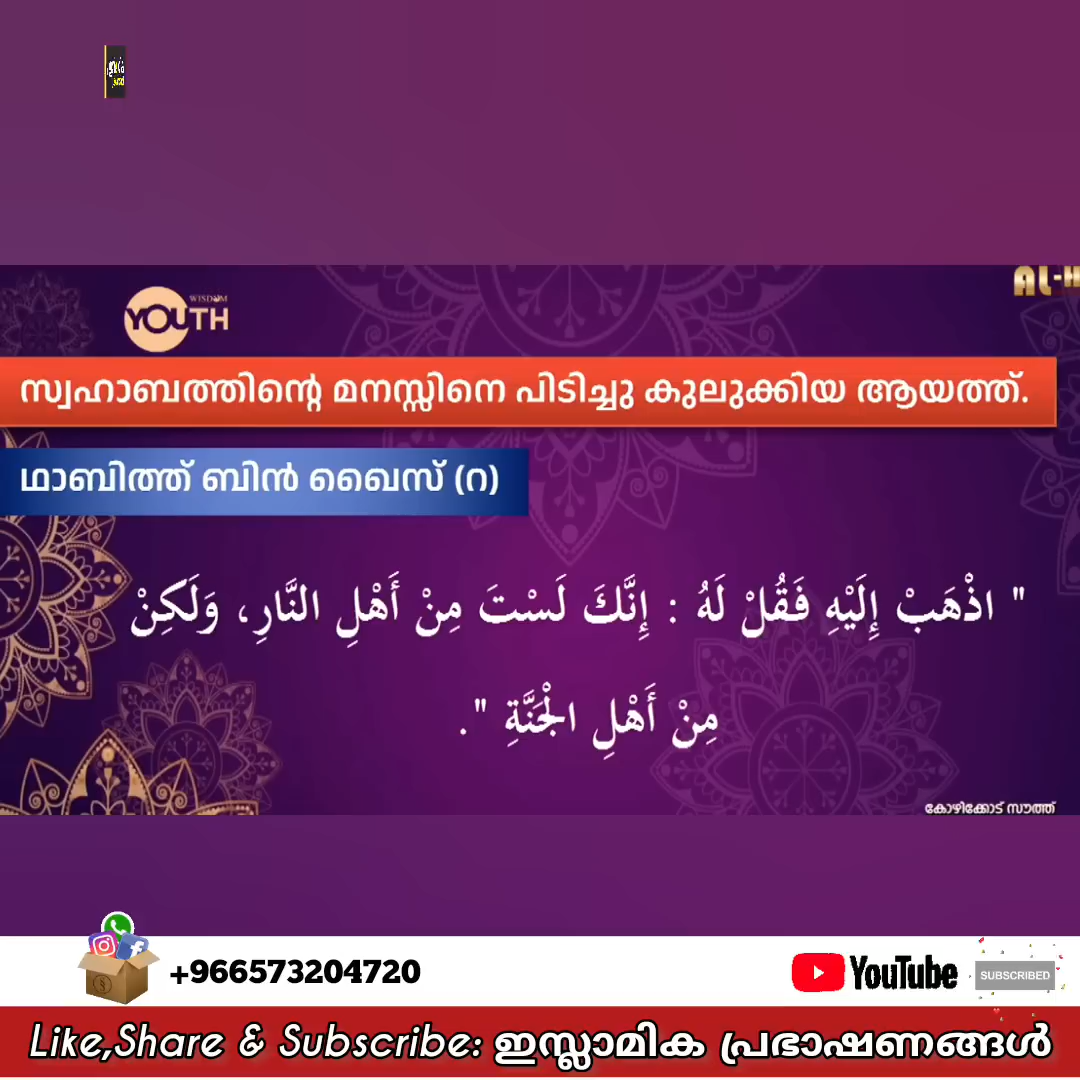 WISDOM
YOUTH
AL-H
സ്വഹാബത്തിന്റെ മനസ്സിനെ പിടിച്ചു കുലുക്കിയ ആയത്ത്.
ഥാബിത്ത് ബിൻ ഖൈസ് (റ)
" اذْهَبْ إِلَيْهِ فَقُلْ لَهُ : إِنَّكَ لَسْتَ مِنْ أَهْلِ النَّارِ، وَلَكِنْ
مِنْ أَهْلِ الْجَنَّةِ ".
കോഴിക്കോട് സൗത്ത്
+966573204720
YouTube
SUBSCRIBED
Like,Share & Subscribe: ഇസ്ലാമിക പ്രഭാഷണങ്ങൾ